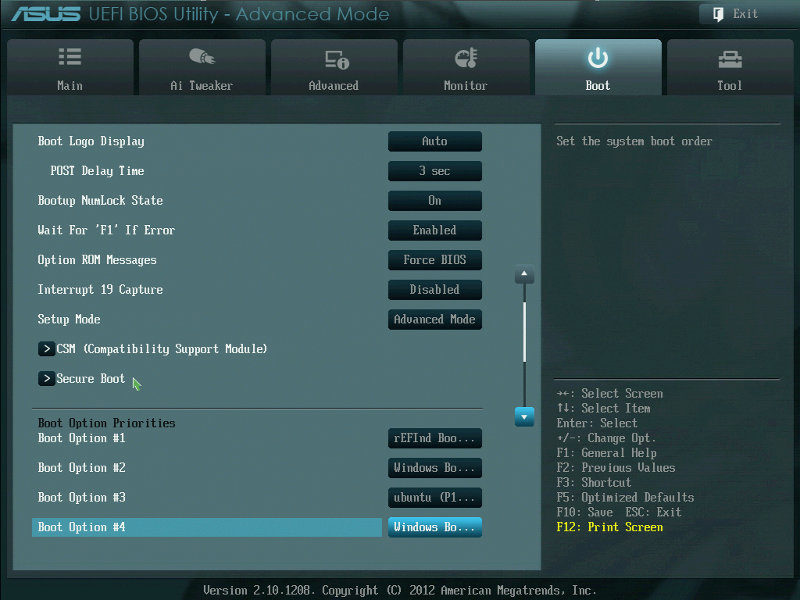 ASUS UEFI BIOS Utility - Advanced Mode
Exit
Main
Ai Tweaker
Advanced
Monitor
Boot
Tool
Boot Logo Display Auto
POST Delay Time 3 sec
Bootup NumLock State On
Wait For 'F1' If Error Enabled
Option ROM Messages Force BIOS
Interrupt 19 Capture Disabled
Setup Mode Advanced Mode
> CSM (Compatibility Support Module)
> Secure Boot
Boot Option Priorities
Boot Option #1 rEFInd Boo...
Boot Option #2 Windows Bo...
Boot Option #3 ubuntu (P1...
Boot Option #4 Windows Bo...
Set the system boot order
→←: Select Screen
↑↓: Select Item
Enter: Select
+/-: Change Opt.
F1: General Help
F2: Previous Values
F3: Shortcut
F5: Optimized Defaults
F10: Save ESC: Exit
F12: Print Screen
Version 2.10.1208. Copyright (C) 2012 American Megatrends, Inc.